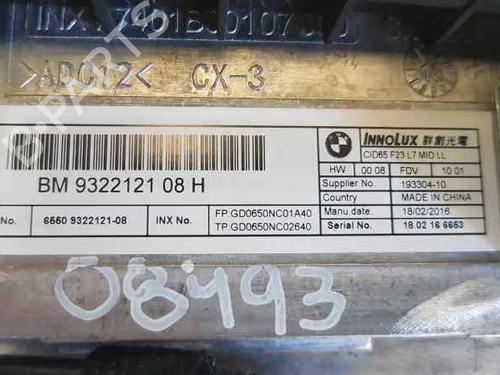 >ADC12< CX-3
INNOLUX 群創光電
CID65 F23 L7 MID LL
HW 00 08 FDV 10 01
Supplier No. 193304-10
Country MADE IN CHINA
Manu.date 18/02/2016
Serial No. 18 02 16 6653
BM 9322121 08 H
No. 6550 9322121-08 INX No. FP GD0650NC01A40
TP GD0650NC02640
08493
B-PARTS